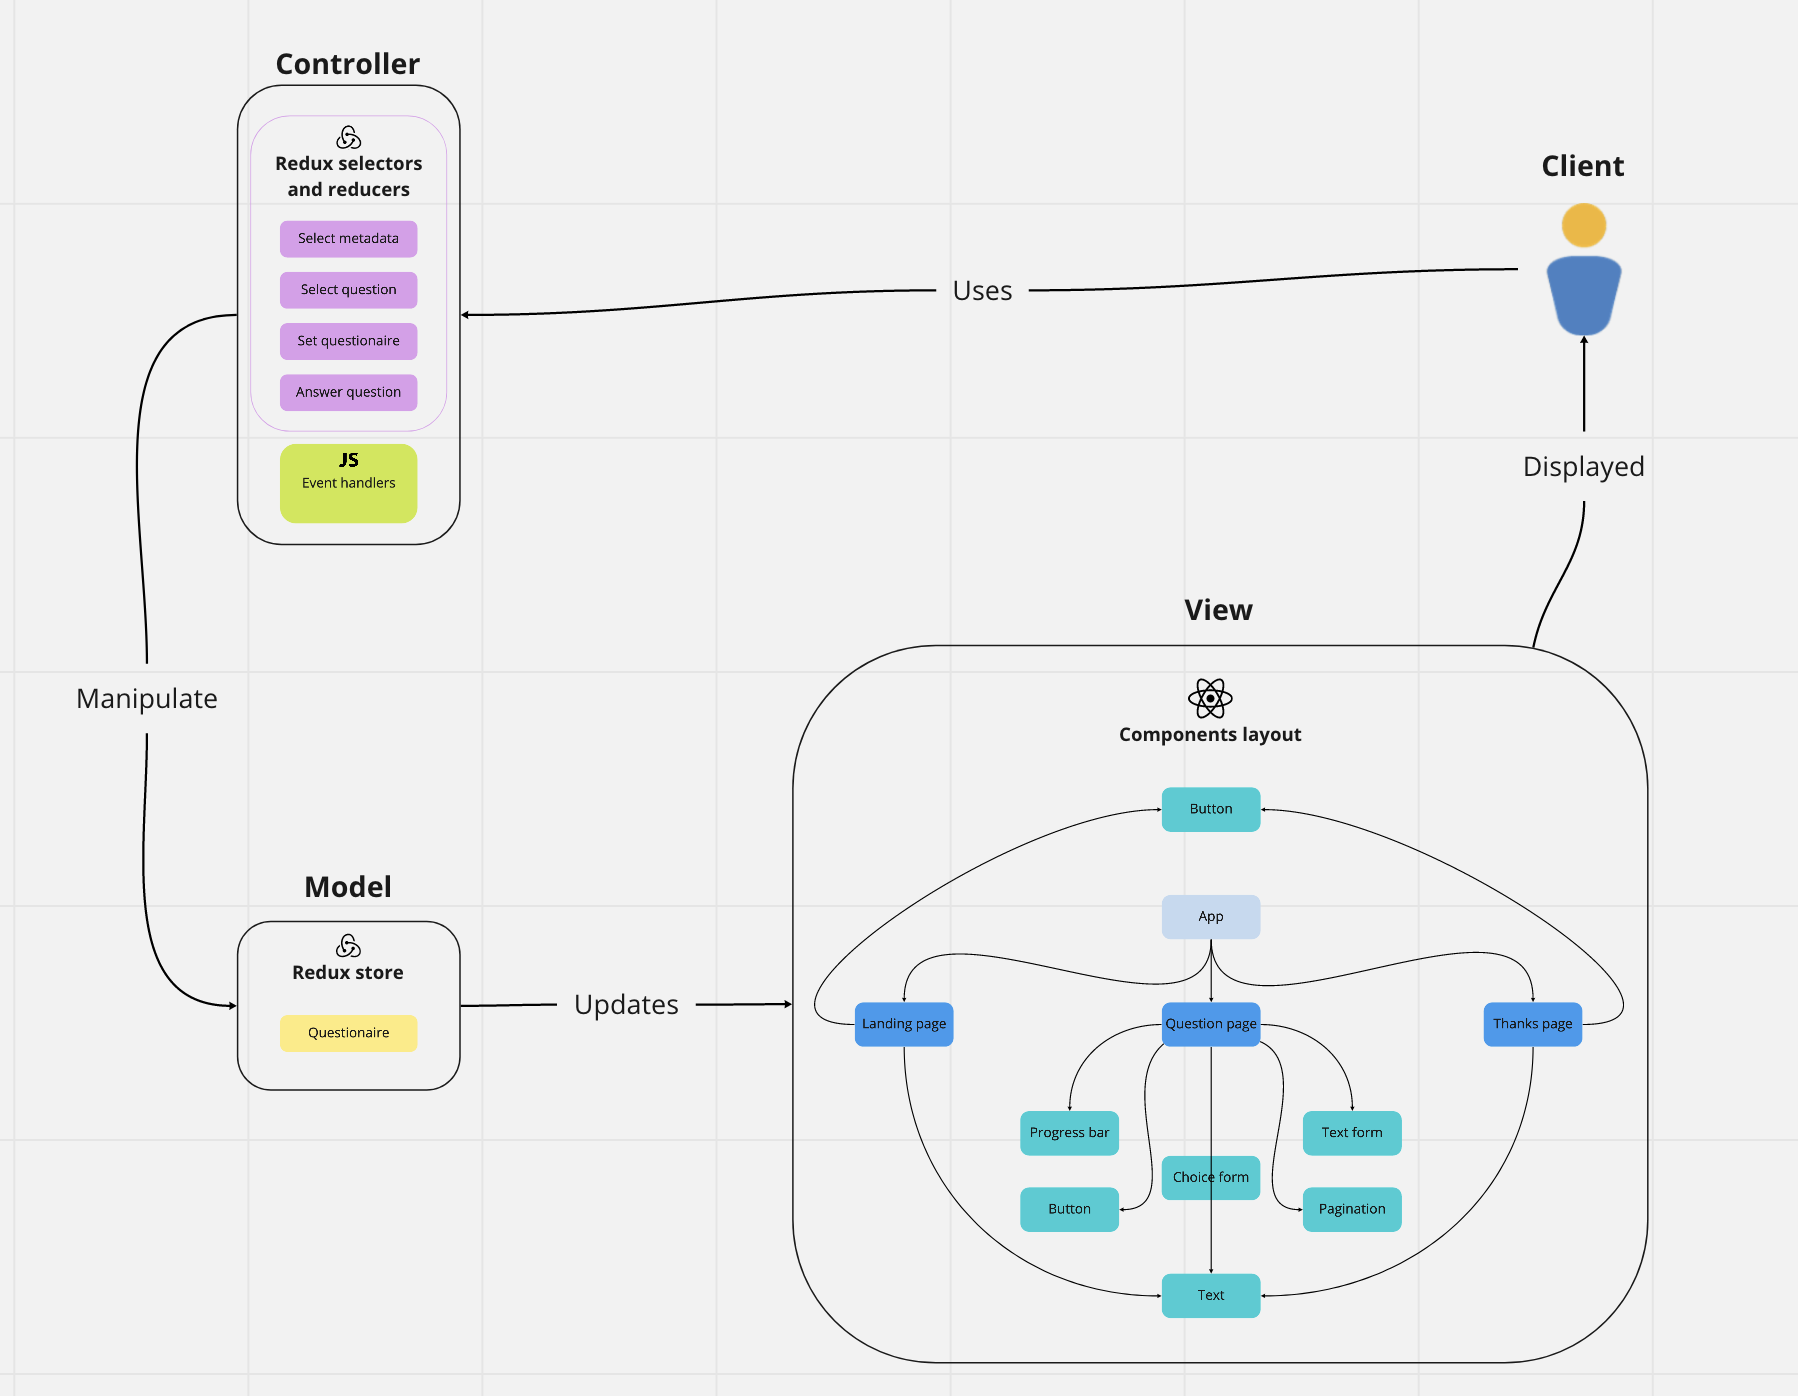 Controller
Redux selectors
and reducers
Select metadata
Select question
Set questionaire
Answer question
JS
Event handlers
Client
Uses
Displayed
Manipulate
Model
Redux store
Questionaire
Updates
View
Components layout
Button
App
Landing page
Question page
Thanks page
Progress bar
Text form
Choice form
Button
Pagination
Text